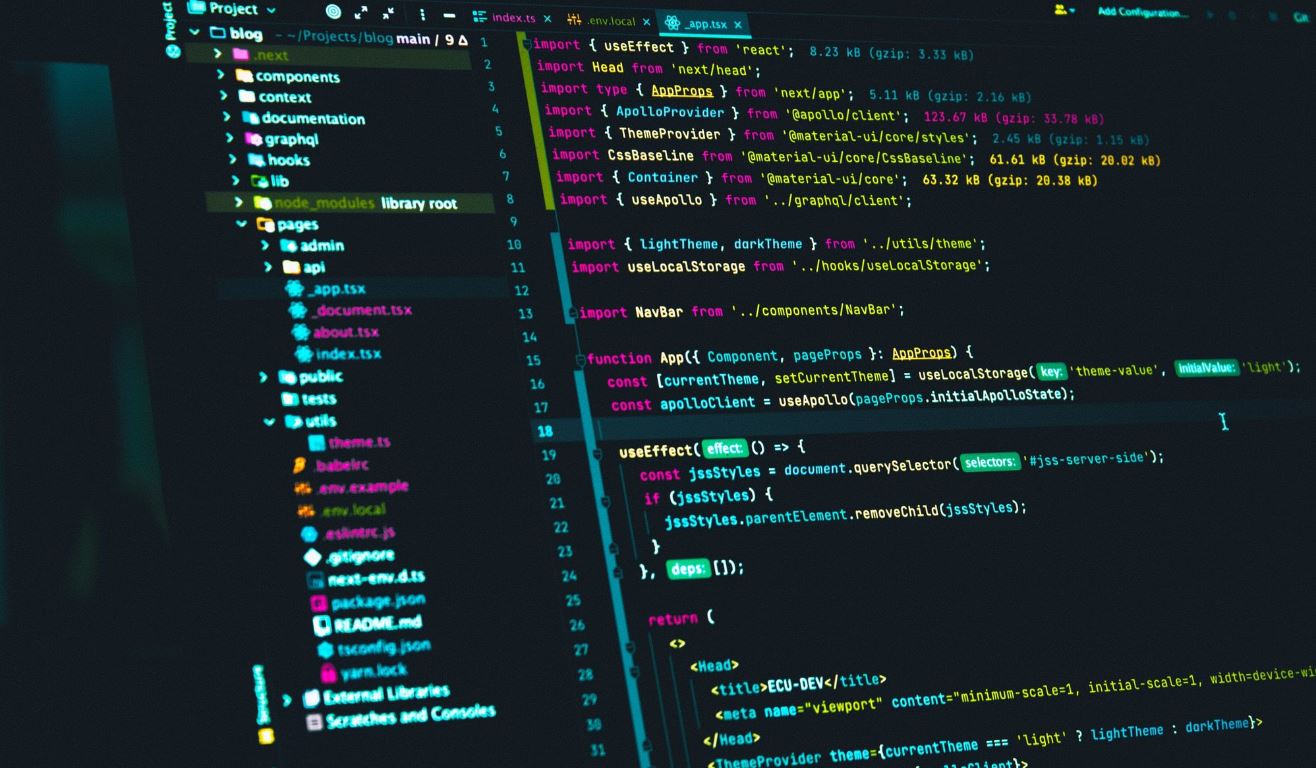 Project
Project
index.ts
.env.local
_app.tsx
Add Configuration...
Git
blog ~/Projects/blog main / 9 Δ
.next
components
context
documentation
graphql
hooks
lib
node_modules library root
pages
admin
api
_app.tsx
_document.tsx
about.tsx
index.tsx
public
tests
utils
theme.ts
.babelrc
.env.example
.env.local
.eslintrc.js
.gitignore
next-env.d.ts
package.json
README.md
tsconfig.json
yarn.lock
External Libraries
Scratches and Consoles
Structure
1 import { useEffect } from 'react'; 8.23 kB (gzip: 3.33 kB)
2 import Head from 'next/head';
3 import type { AppProps } from 'next/app'; 5.11 kB (gzip: 2.16 kB)
4 import { ApolloProvider } from '@apollo/client'; 123.67 kB (gzip: 33.78 kB)
5 import { ThemeProvider } from '@material-ui/core/styles'; 2.45 kB (gzip: 1.15 kB)
6 import CssBaseline from '@material-ui/core/CssBaseline'; 61.61 kB (gzip: 20.02 kB)
7 import { Container } from '@material-ui/core'; 63.32 kB (gzip: 20.38 kB)
8 import { useApollo } from '../graphql/client';
9
10 import { lightTheme, darkTheme } from '../utils/theme';
11 import useLocalStorage from '../hooks/useLocalStorage';
12
13 import NavBar from '../components/NavBar';
14
15 function App({ Component, pageProps }: AppProps) {
16 const [currentTheme, setCurrentTheme] = useLocalStorage( key: 'theme-value', initialValue: 'light');
17 const apolloClient = useApollo(pageProps.initialApolloState);
18
19 useEffect( effect: () => {
20 const jssStyles = document.querySelector( selectors: '#jss-server-side');
21 if (jssStyles) {
22 jssStyles.parentElement.removeChild(jssStyles);
23 }
24 }, deps: []);
25
26 return (
27 <>
28 <Head>
29 <title>ECU-DEV</title>
30 <meta name="viewport" content="minimum-scale=1, initial-scale=1, width=device-wi
31 </Head>
<ThemeProvider theme={currentTheme === 'light' ? lightTheme : darkTheme}>